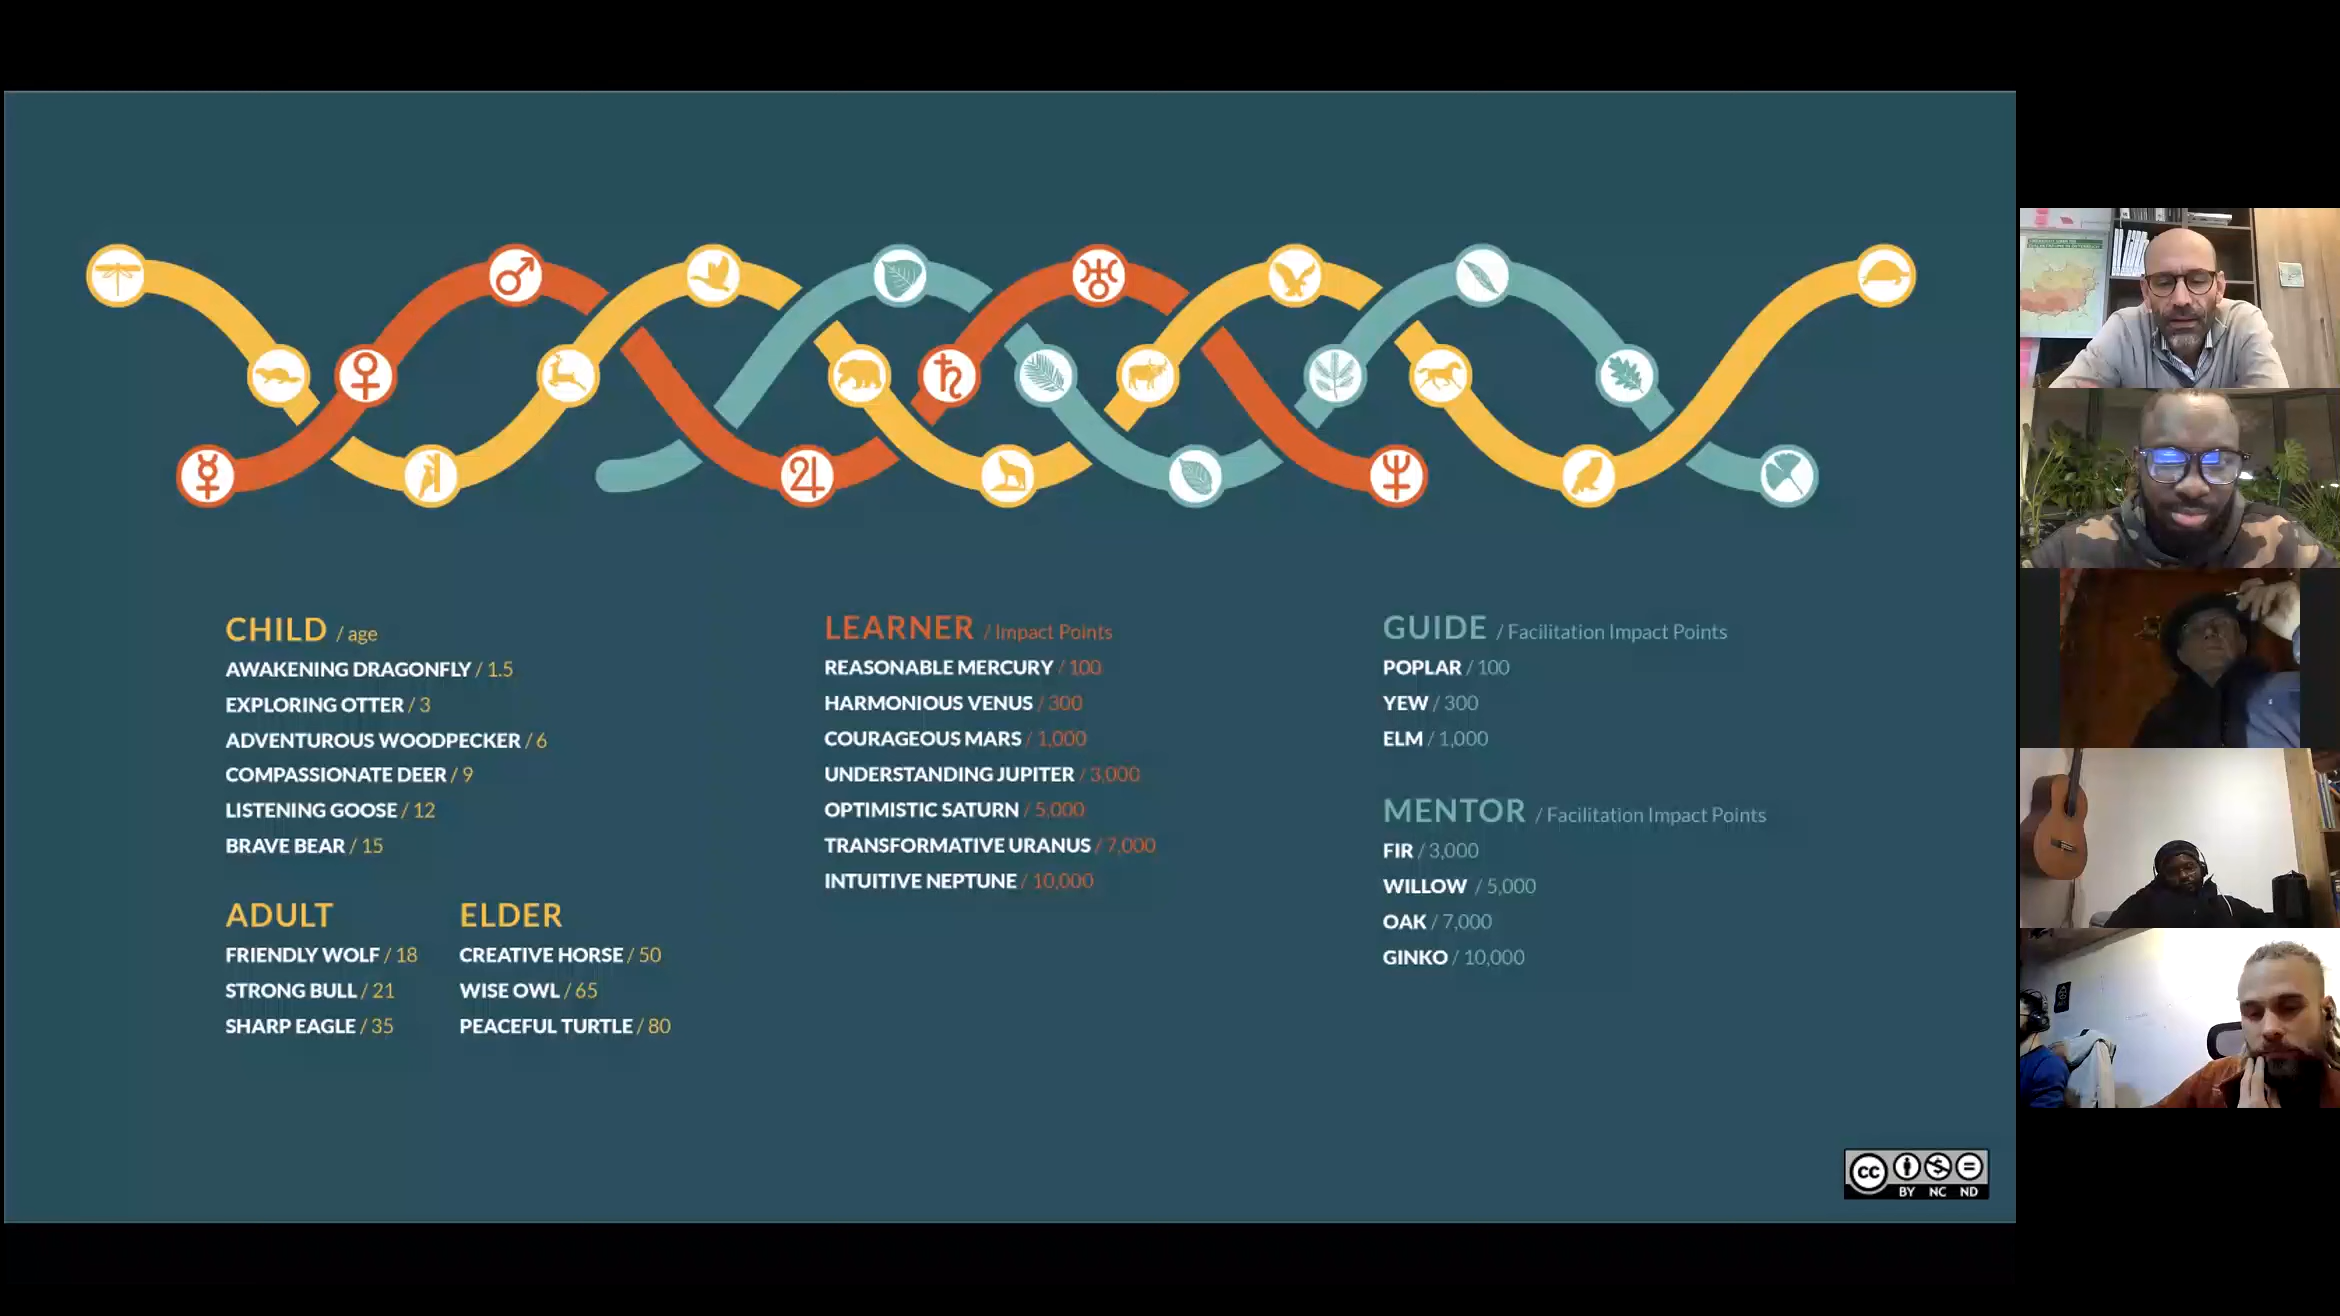 CHILD / age
AWAKENING DRAGONFLY / 1.5
EXPLORING OTTER / 3
ADVENTUROUS WOODPECKER / 6
COMPASSIONATE DEER / 9
LISTENING GOOSE / 12
BRAVE BEAR / 15
ADULT
FRIENDLY WOLF / 18
STRONG BULL / 21
SHARP EAGLE / 35
ELDER
CREATIVE HORSE / 50
WISE OWL / 65
PEACEFUL TURTLE / 80
LEARNER / Impact Points
REASONABLE MERCURY / 100
HARMONIOUS VENUS / 300
COURAGEOUS MARS / 1,000
UNDERSTANDING JUPITER / 3,000
OPTIMISTIC SATURN / 5,000
TRANSFORMATIVE URANUS / 7,000
INTUITIVE NEPTUNE / 10,000
GUIDE / Facilitation Impact Points
POPLAR / 100
YEW / 300
ELM / 1,000
MENTOR / Facilitation Impact Points
FIR / 3,000
WILLOW / 5,000
OAK / 7,000
GINKO / 10,000
cc
BY NC ND